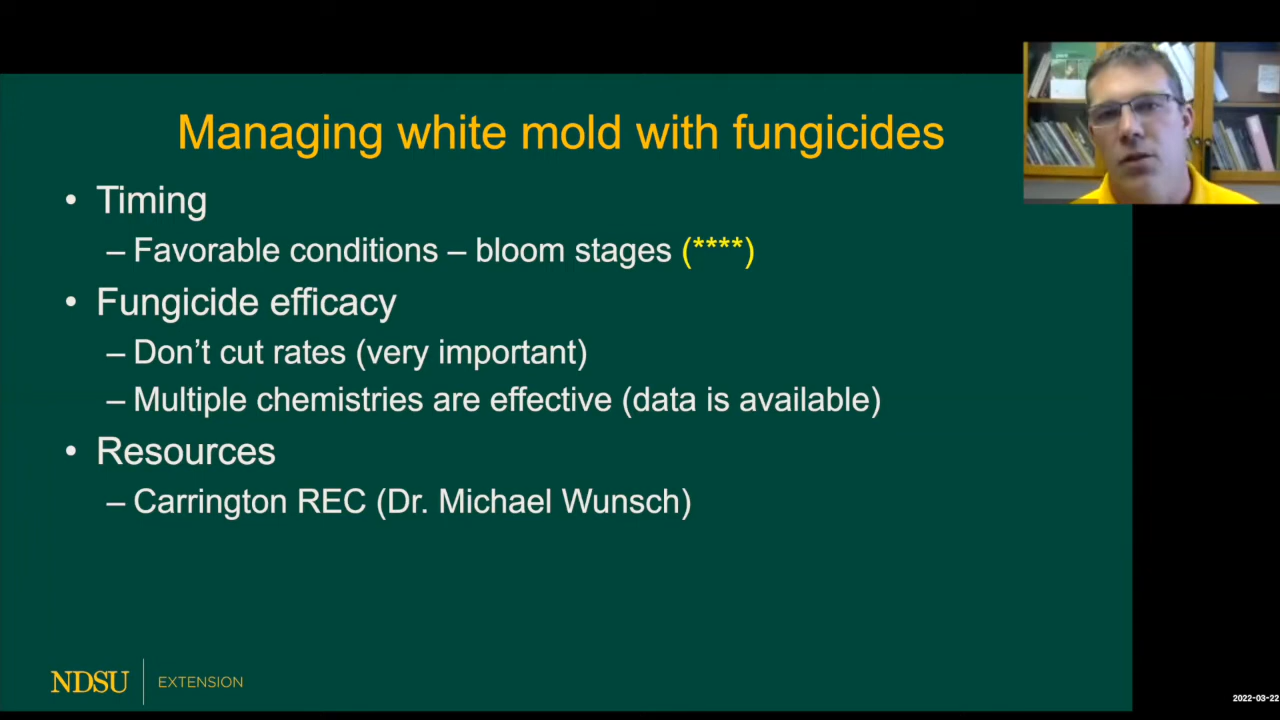 Managing white mold with fungicides
• Timing
– Favorable conditions – bloom stages (****)
• Fungicide efficacy
– Don’t cut rates (very important)
– Multiple chemistries are effective (data is available)
• Resources
– Carrington REC (Dr. Michael Wunsch)
NDSU EXTENSION
2022-03-22